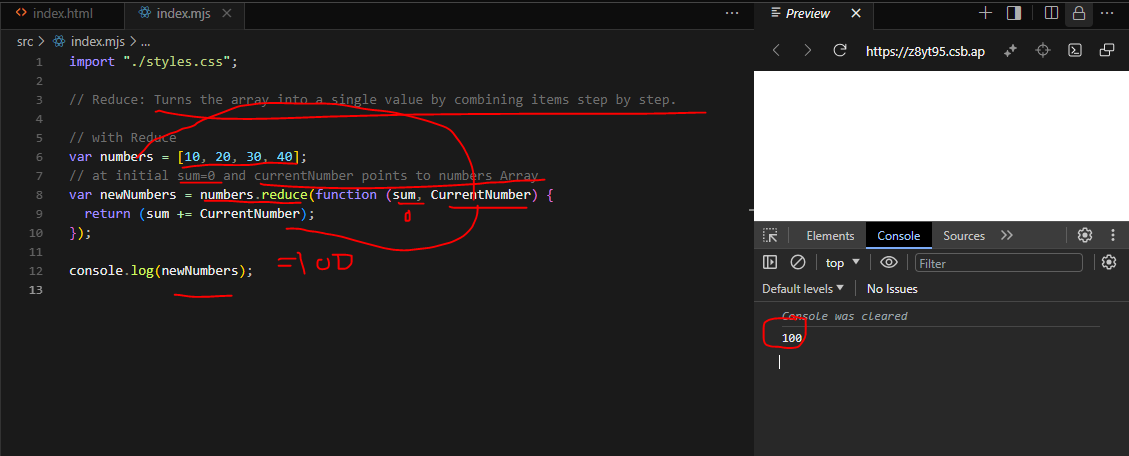 index.html
index.mjs
src > index.mjs > ...
1 import "./styles.css";
2
3 // Reduce: Turns the array into a single value by combining items step by step.
4
5 // with Reduce
6 var numbers = [10, 20, 30, 40];
7 // at initial sum=0 and currentNumber points to numbers Array
8 var newNumbers = numbers.reduce(function (sum, CurrentNumber) {
9 return (sum += CurrentNumber);
0
10 });
11
12 console.log(newNumbers);
=100
13
Preview
https://z8yt95.csb.ap
Elements Console Sources
top Filter
Default levels No Issues
Console was cleared
100